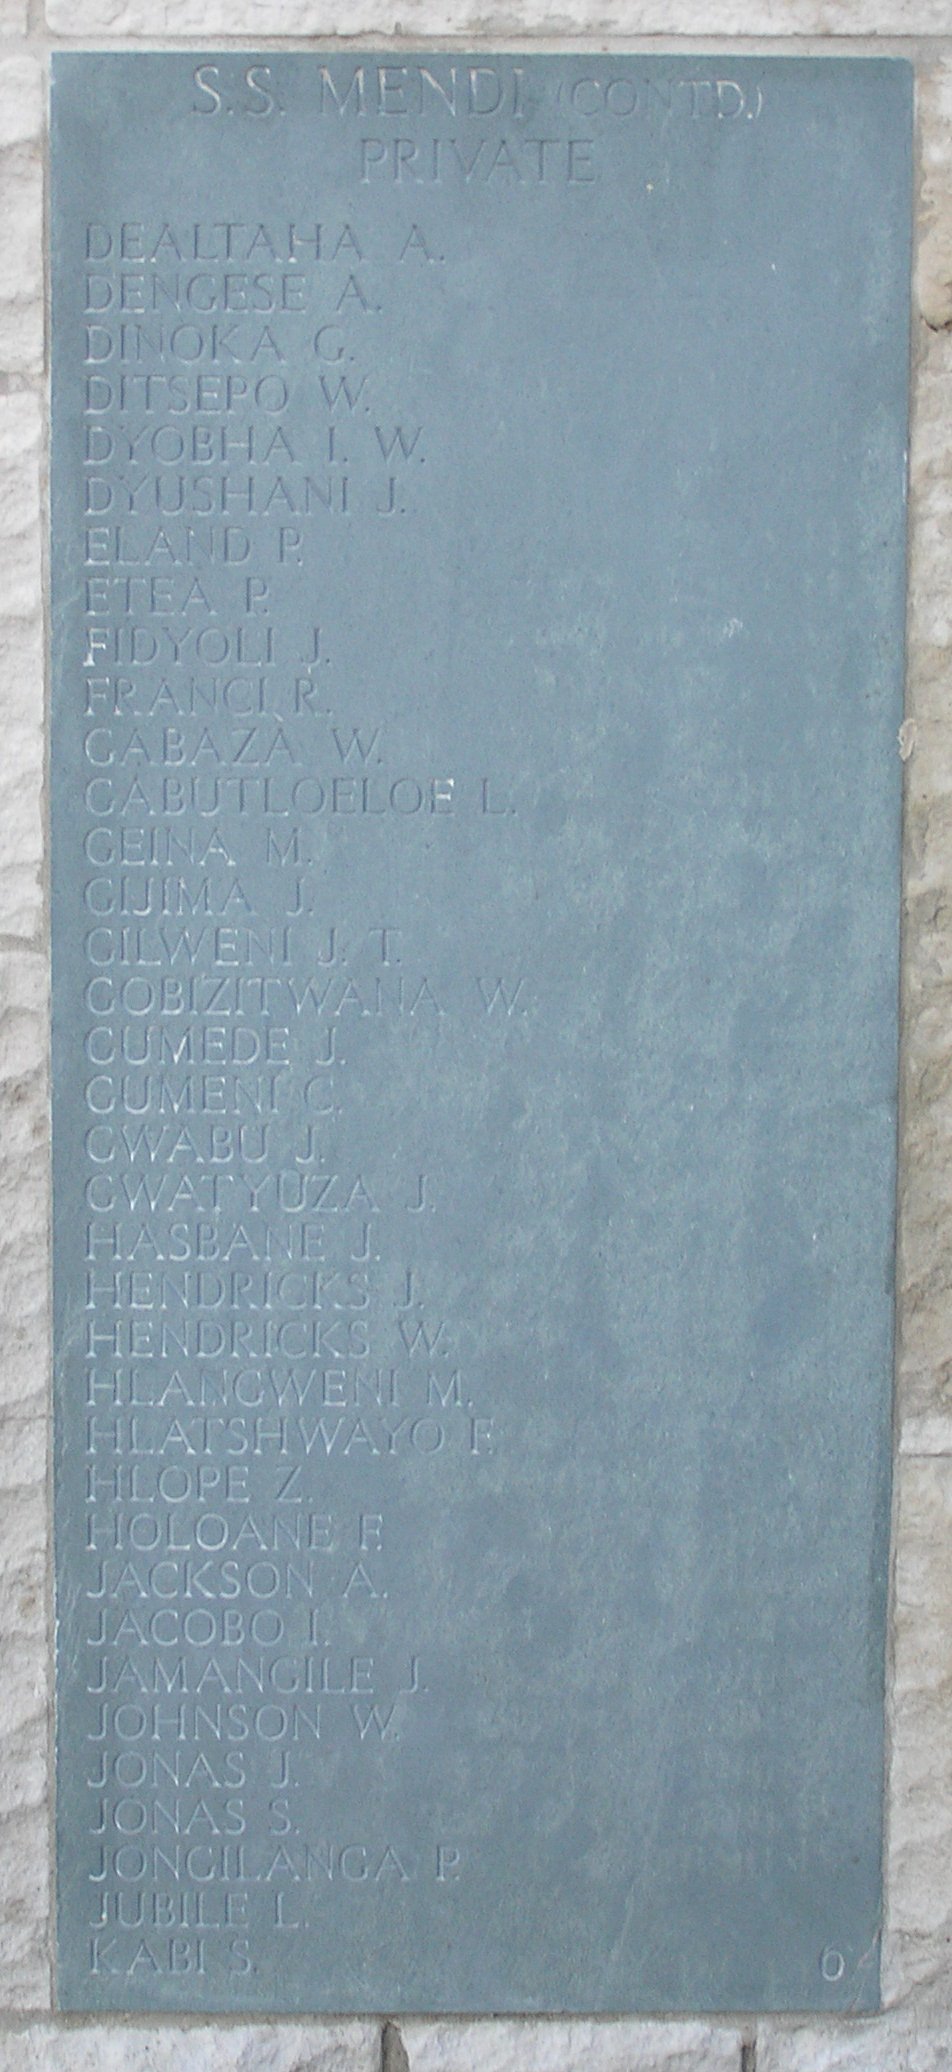 S.S. MENDI (CONTD.)
PRIVATE
DEALTAHA A.
DENGESE A.
DINOKA G.
DITSEPO W.
DYOBHA I. W.
DYUSHANI J.
ELAND P.
ETEA P.
FIDYOLI J.
FRANCI R.
GABAZA W.
GABUTLOELOE L.
GEINA M.
GIJIMA J.
GILWENI J. T.
GOBIZITWANA W.
GUMEDE J.
GUMENI C.
GWABU J.
GWATYUZA J.
HASBANE J.
HENDRICKS J.
HENDRICKS W.
HLANGWENI M.
HLATSHWAYO F.
HLOPE Z.
HOLOANE F.
JACKSON A.
JACOBO I.
JAMANGILE J.
JOHNSON W.
JONAS J.
JONAS S.
JONGILANGA P.
JUBILE L.
KABI S.
6